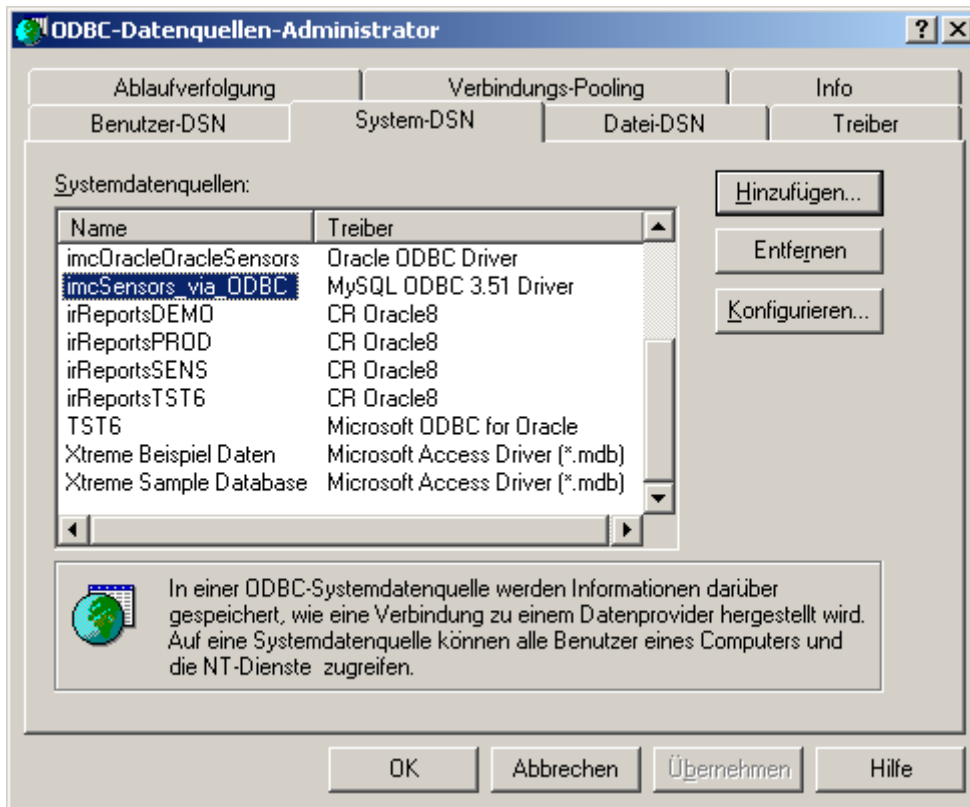 ODBC-Datenquellen-Administrator
Ablaufverfolgung Verbindungs-Pooling Info
Benutzer-DSN System-DSN Datei-DSN Treiber
Systemdatenquellen:
Hinzufügen...
Name Treiber
imcOracleOracleSensors Oracle ODBC Driver
Entfernen
imcSensors_via_ODBC MySQL ODBC 3.51 Driver
irReportsDEMO CR Oracle8
Konfigurieren...
irReportsPROD CR Oracle8
irReportsSENS CR Oracle8
irReportsTST6 CR Oracle8
TST6 Microsoft ODBC for Oracle
Xtreme Beispiel Daten Microsoft Access Driver (*.mdb)
Xtreme Sample Database Microsoft Access Driver (*.mdb)
In einer ODBC-Systemdatenquelle werden Informationen darüber
gespeichert, wie eine Verbindung zu einem Datenprovider hergestellt wird.
Auf eine Systemdatenquelle können alle Benutzer eines Computers und
die NT-Dienste zugreifen.
OK Abbrechen Übernehmen Hilfe